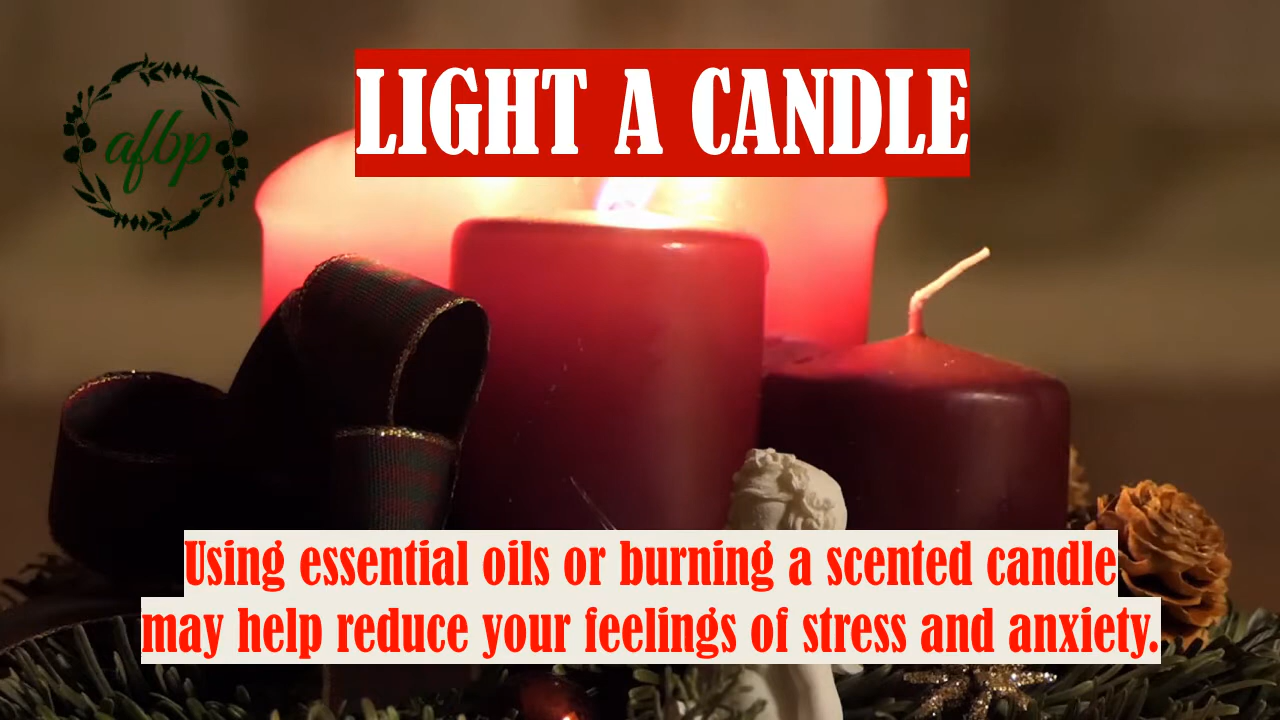 afbp
LIGHT A CANDLE
Using essential oils or burning a scented candle
may help reduce your feelings of stress and anxiety.